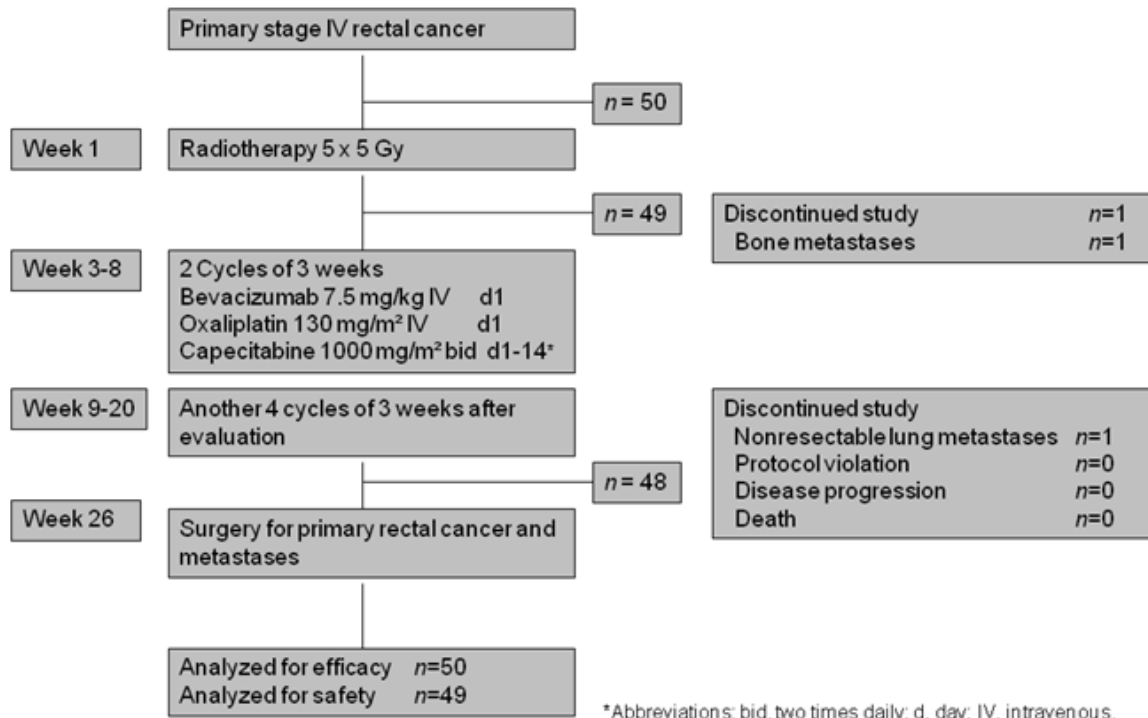 Primary stage IV rectal cancer
n = 50
Week 1
Radiotherapy 5 x 5 Gy
n = 49
Discontinued study n=1
Bone metastases n=1
Week 3-8
2 Cycles of 3 weeks
Bevacizumab 7.5 mg/kg IV d1
Oxaliplatin 130 mg/m² IV d1
Capecitabine 1000 mg/m² bid d1-14*
Week 9-20
Another 4 cycles of 3 weeks after
evaluation
Discontinued study
Nonresectable lung metastases n=1
Protocol violation n=0
Disease progression n=0
Death n=0
n = 48
Week 26
Surgery for primary rectal cancer and
metastases
Analyzed for efficacy n=50
Analyzed for safety n=49
*Abbreviations: bid, two times daily; d, day; IV, intravenous.